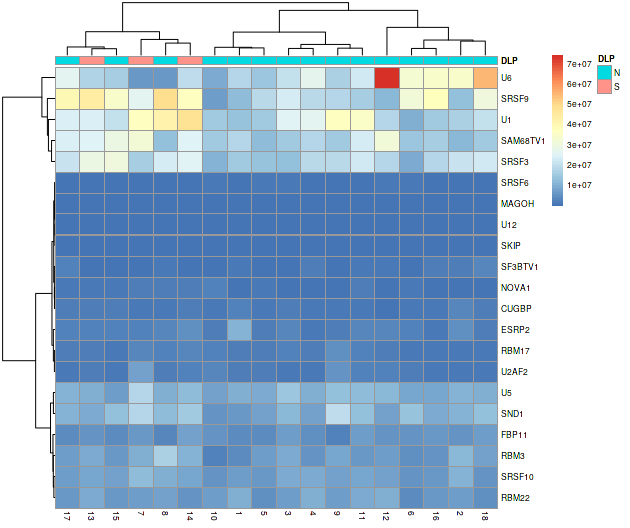 DLP
U6
SRSF9
U1
SAM68TV1
SRSF3
SRSF6
MAGOH
U12
SKIP
SF3BTV1
NOVA1
CUGBP
ESRP2
RBM17
U2AF2
U5
SND1
FBP11
RBM3
SRSF10
RBM22
17 13 15 7 8 14 10 1 5 3 4 9 11 12 6 16 2 18
7e+07
6e+07
5e+07
4e+07
3e+07
2e+07
1e+07
DLP
N
S